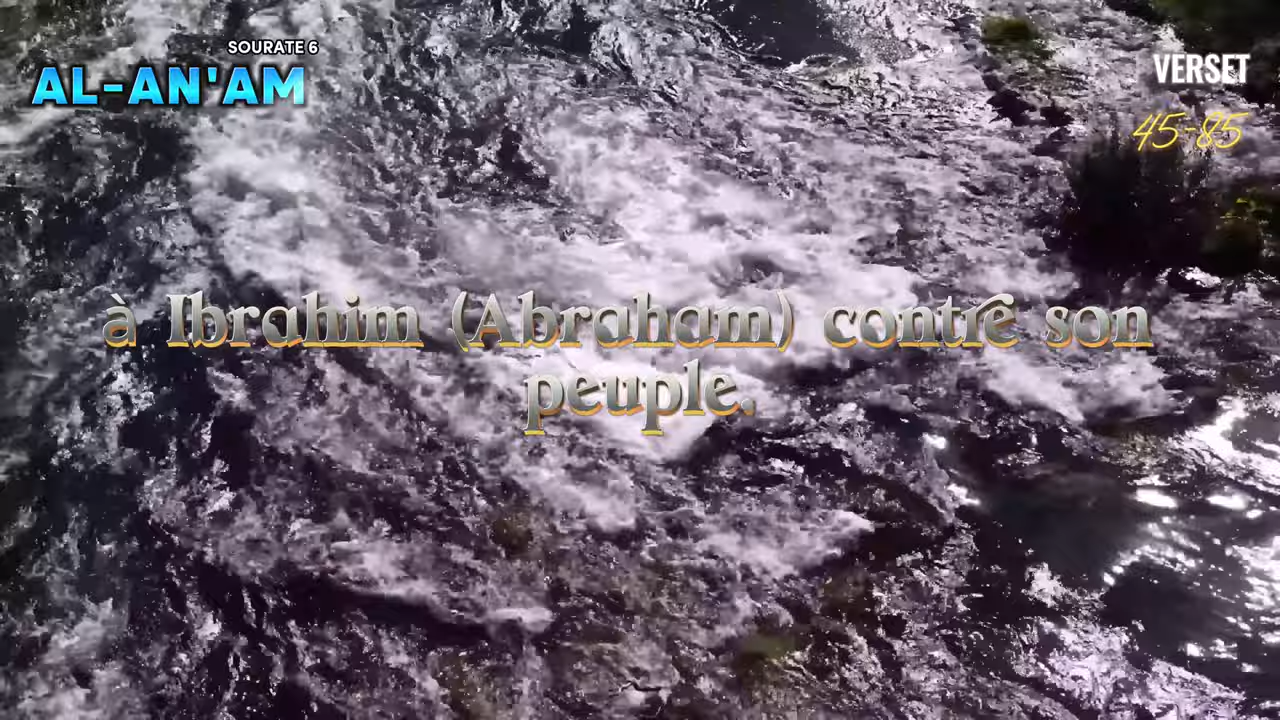 SOURATE 6
AL-AN'AM
VERSET
45-85
à Ibrahim (Abraham) contre son
peuple.